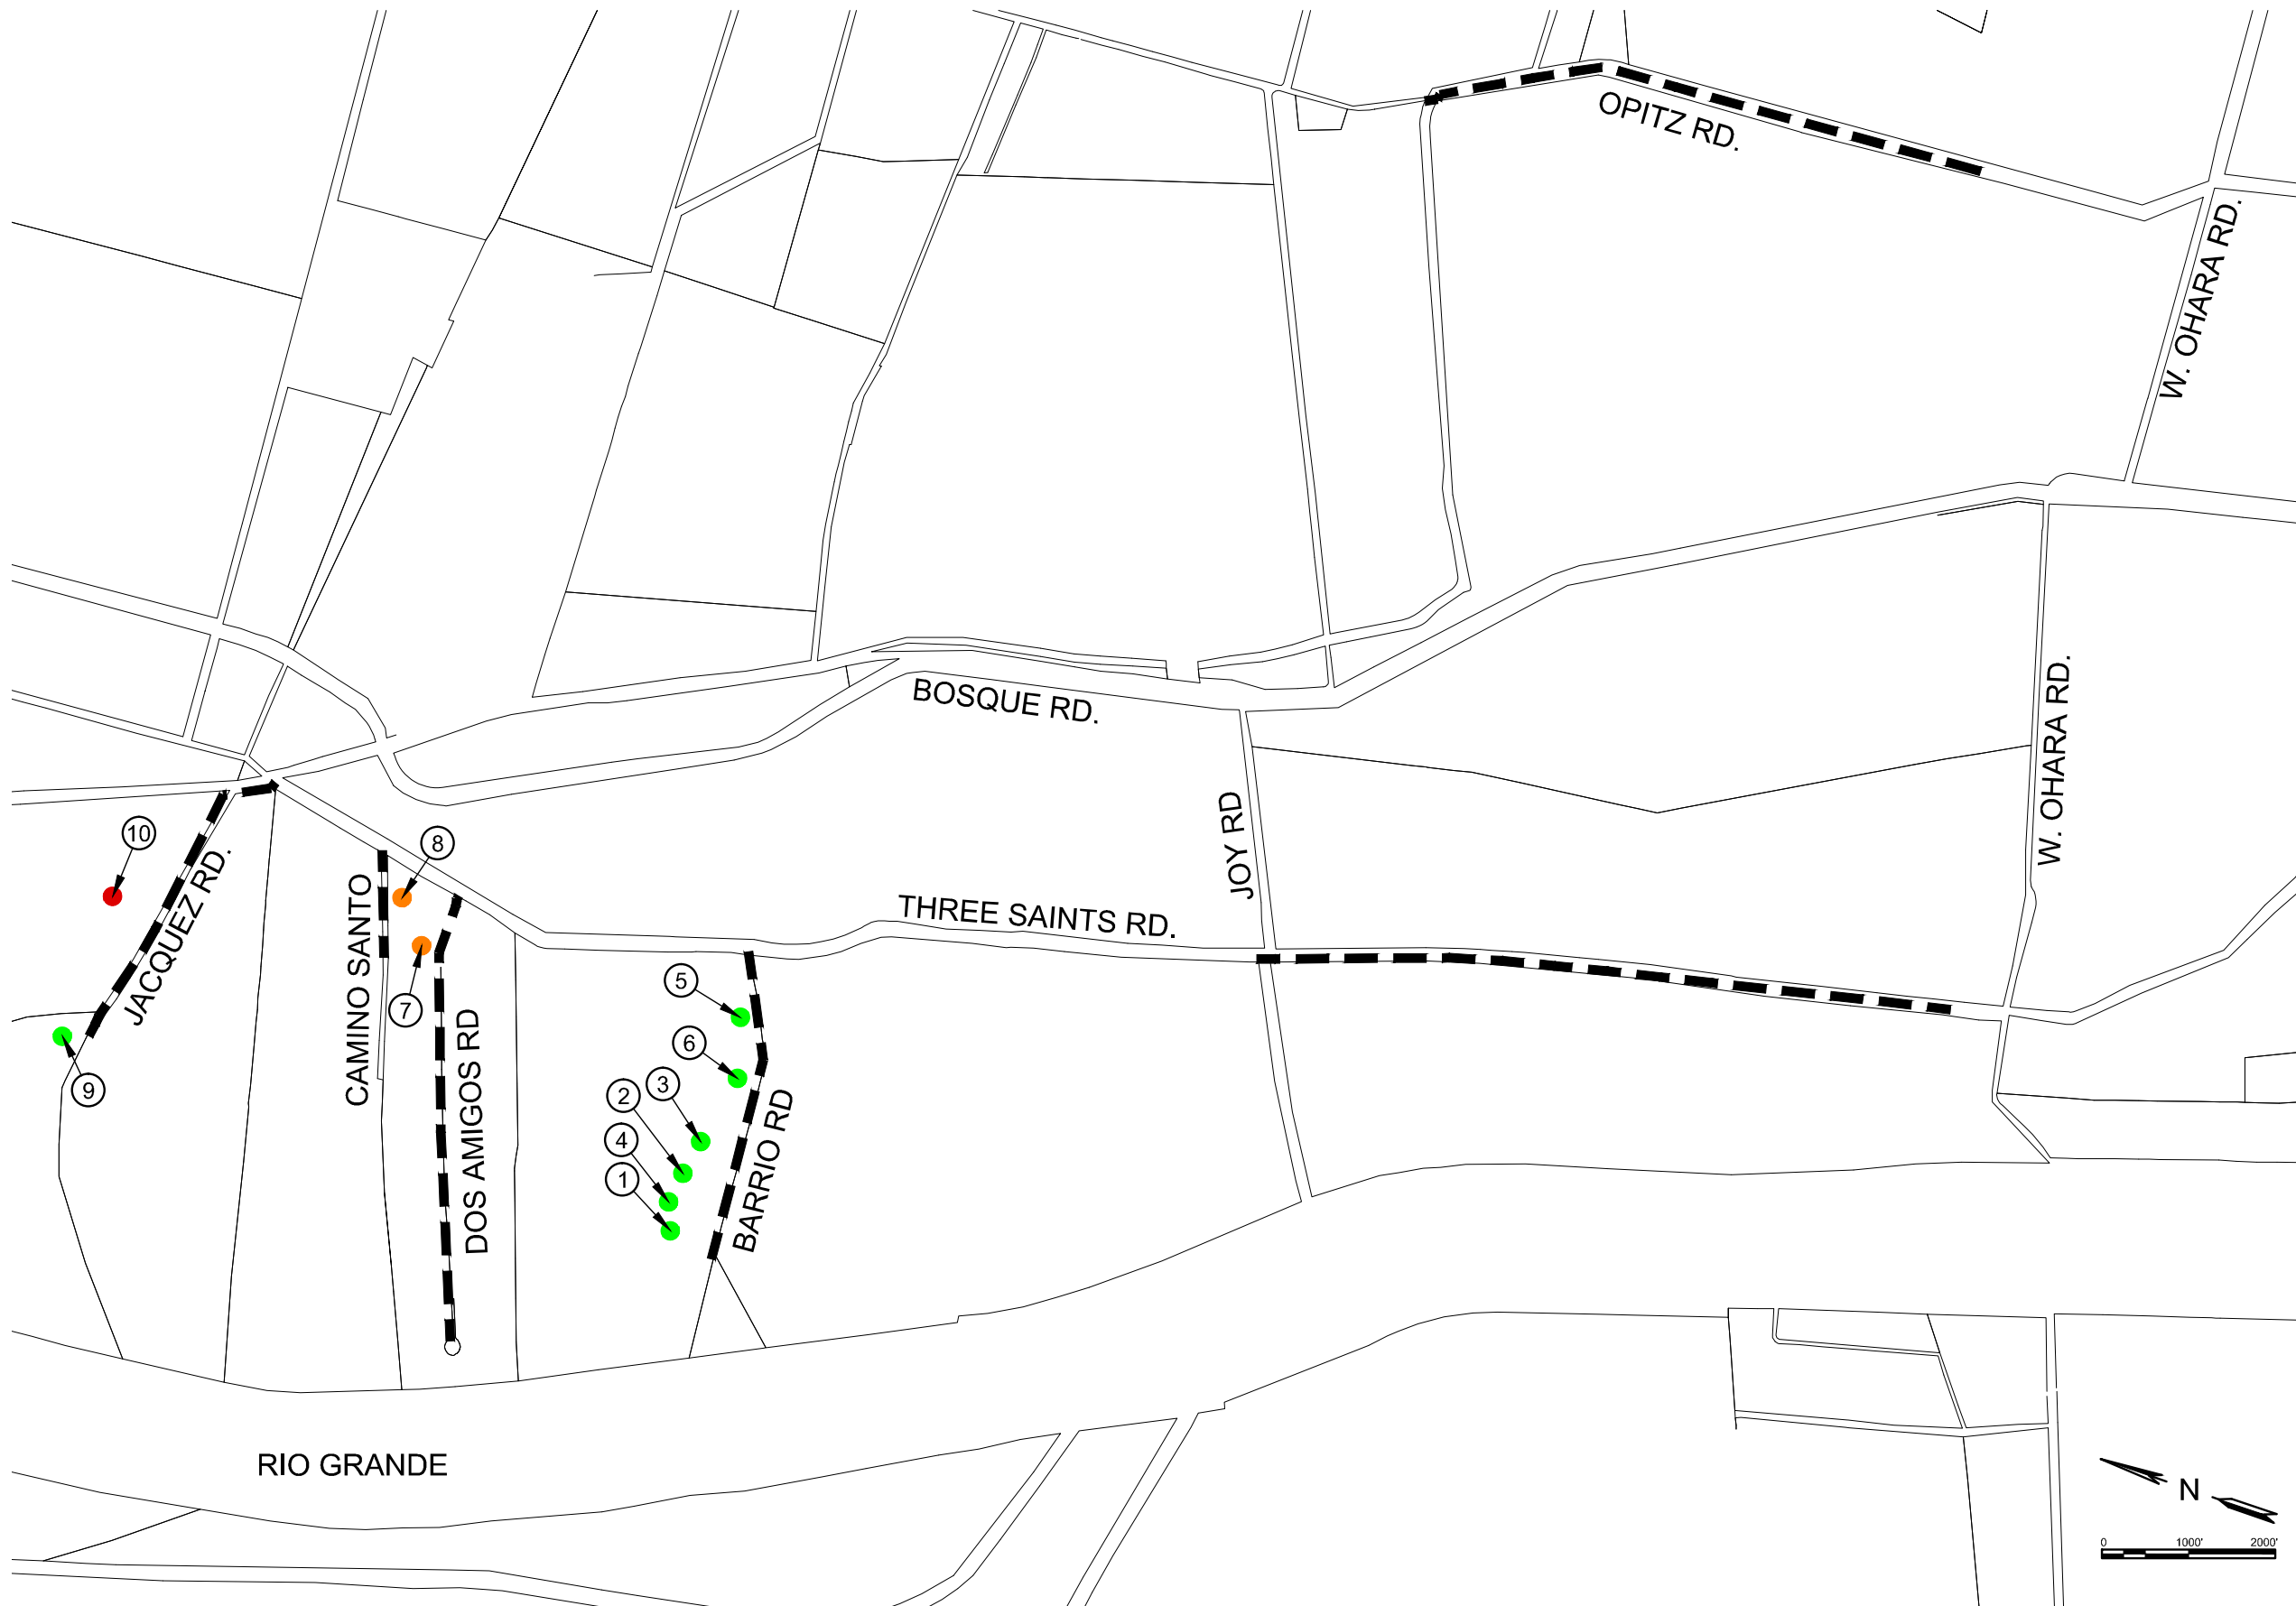 OPITZ RD.
W. OHARA RD.
BOSQUE RD.
W. OHARA RD.
JOY RD
10
8
JACQUEZ RD.
CAMINO SANTO
THREE SAINTS RD.
5
7
6
9
DOS AMIGOS RD
3
2
4
1
BARRIO RD
RIO GRANDE
N
0 1000' 2000'